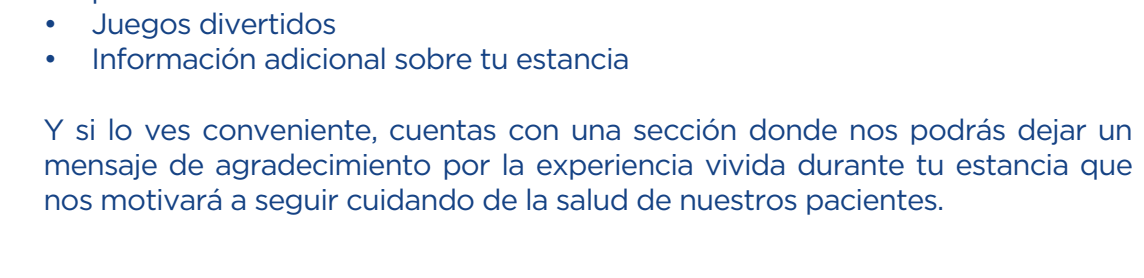 • Juegos divertidos
• Información adicional sobre tu estancia
Y si lo ves conveniente, cuentas con una sección donde nos podrás dejar un
mensaje de agradecimiento por la experiencia vivida durante tu estancia que
nos motivará a seguir cuidando de la salud de nuestros pacientes.